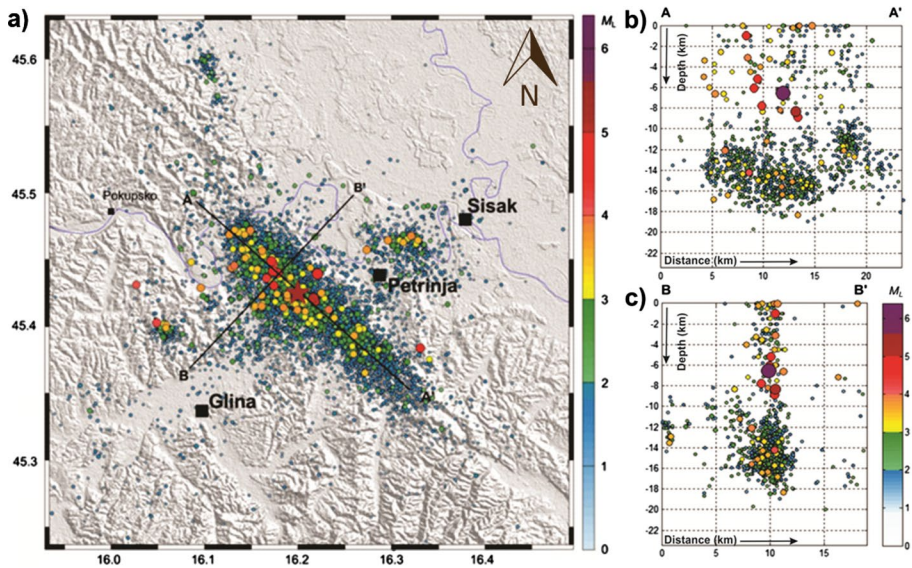 a)
M_L
6
5
4
3
2
1
0
N
45.6
45.5
45.4
45.3
16.0
16.1
16.2
16.3
16.4
Pokupsko
A
B'
Sisak
Petrinja
B
A'
Glina
b)
A
A'
0
-2
-4
-6
-8
-10
-12
-14
-16
-18
-20
-22
Depth (km)
Distance (km)
0
5
10
15
20
c)
B
B'
0
-2
-4
-6
-8
-10
-12
-14
-16
-18
-20
-22
Depth (km)
Distance (km)
0
5
10
15
M_L
6
5
4
3
2
1
0